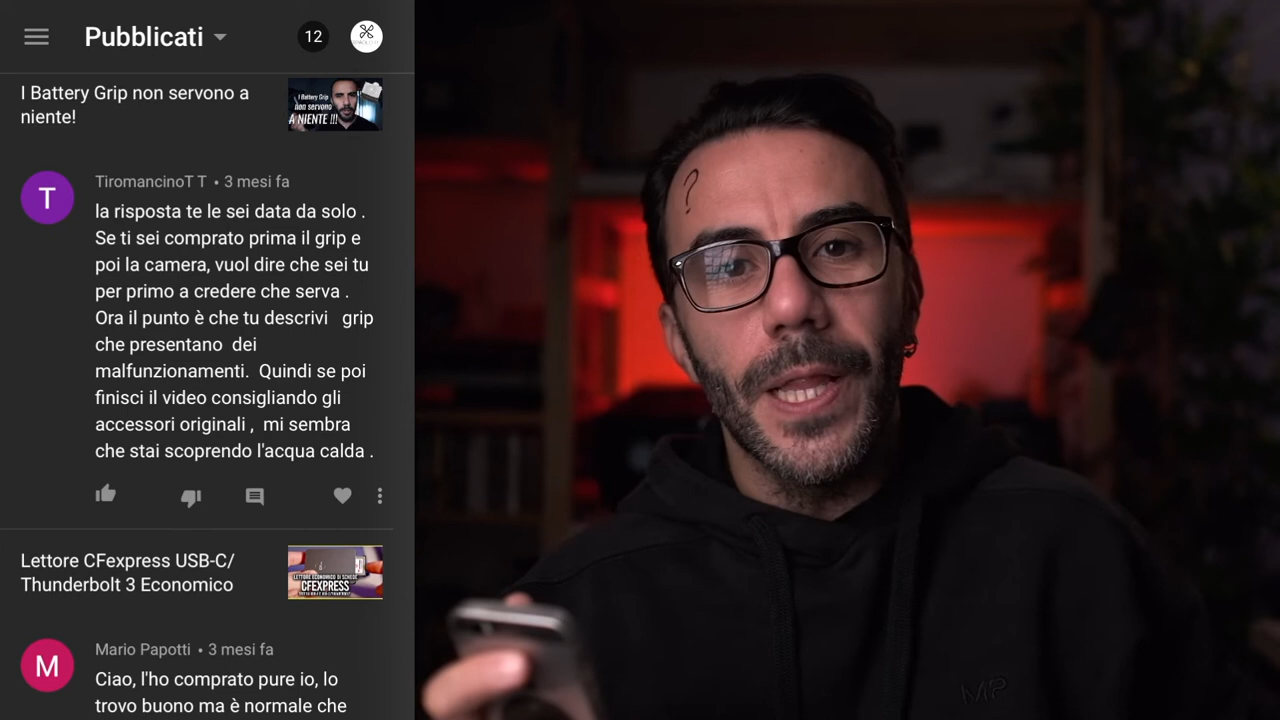 Pubblicati
12
I Battery Grip non servono a
niente!
I Battery Grip
non servono
A NIENTE !!!
TiromancinoT T • 3 mesi fa
T
la risposta te le sei data da solo .
Se ti sei comprato prima il grip e
poi la camera, vuol dire che sei tu
per primo a credere che serva .
Ora il punto è che tu descrivi   grip
che presentano  dei
malfunzionamenti.  Quindi se poi
finisci il video consigliando gli
accessori originali ,  mi sembra
che stai scoprendo l'acqua calda .
?
Lettore CFexpress USB-C/
Thunderbolt 3 Economico
LETTORE ECONOMICO DI SCHEDE
CFEXPRESS
Mario Papotti • 3 mesi fa
M
Ciao, l'ho comprato pure io, lo
trovo buono ma è normale che
MP